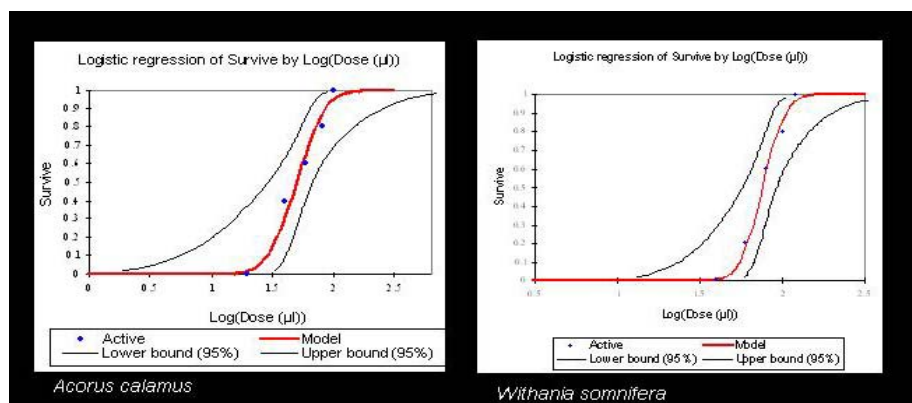 Logistic regression of Survive by Log(Dose (µl))
1
0.9
0.8
0.7
0.6
0.5
0.4
0.3
0.2
0.1
0
Survive
0 0.5 1 1.5 2 2.5
Log(Dose (µl))
Active Model
Lower bound (95%) Upper bound (95%)
Acorus calamus
Logistic regression of Survive by Log(Dose (µl))
1
0.9
0.8
0.7
0.6
0.5
0.4
0.3
0.2
0.1
0
Survive
0.5 1 1.5 2 2.5
Log(Dose (µl))
Active Model
Lower bound (95%) Upper bound (95%)
Withania somnifera